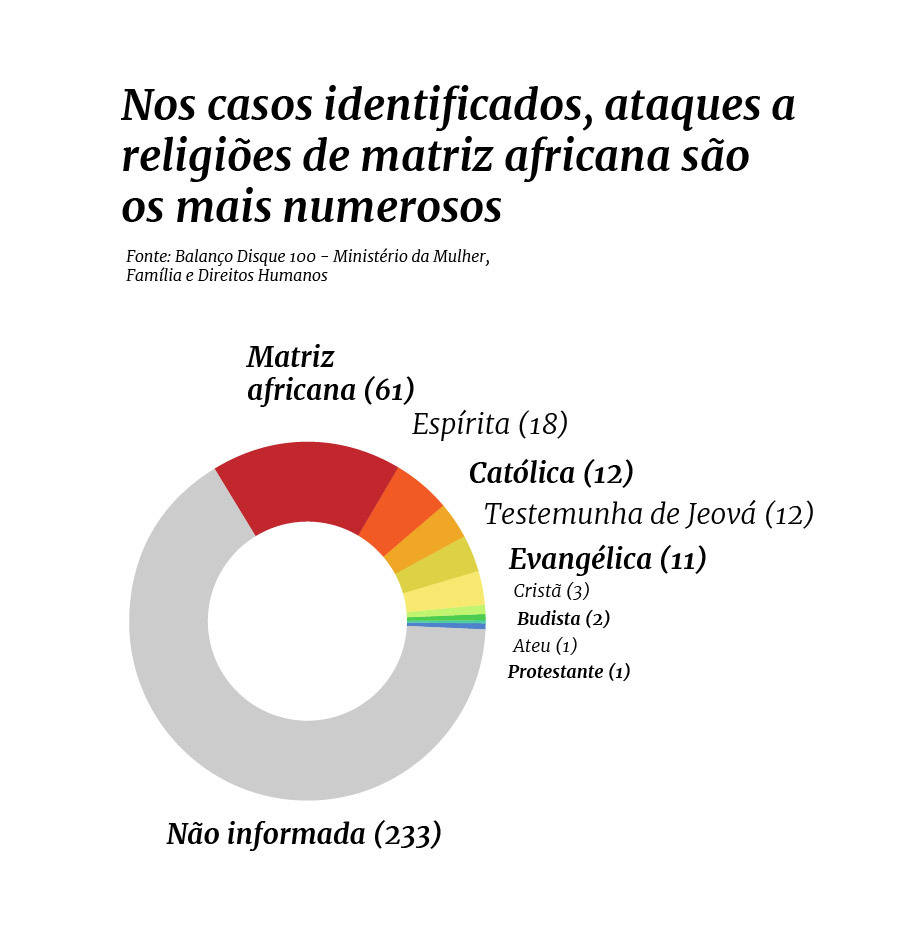 Nos casos identificados, ataques a
religiões de matriz africana são
os mais numerosos
Fonte: Balanço Disque 100 - Ministério da Mulher,
Família e Direitos Humanos
Matriz
africana (61)
Espírita (18)
Católica (12)
Testemunha de Jeová (12)
Evangélica (11)
Cristã (3)
Budista (2)
Ateu (1)
Protestante (1)
Não informada (233)